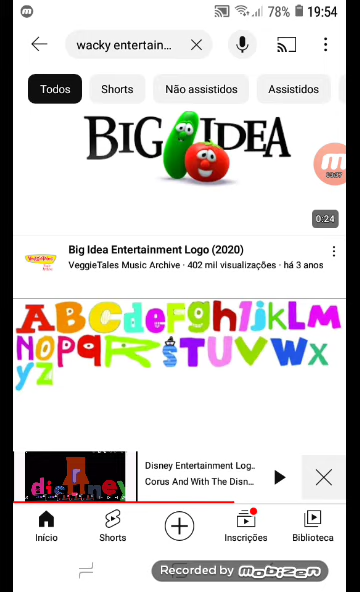 19:54
78%
wacky entertain...
Todos
Shorts
Não assistidos
Assistidos
BIG IDEA
03:37
0:24
Big Idea Entertainment Logo (2020)
VeggieTales Music Archive · 402 mil visualizações · há 3 anos
ABCdeFghIjkLM
NOPqRSTUVWX
yZ
Disney Entertainment Log..
Corus And With The Disn...
Início
Shorts
Inscrições
Biblioteca
Recorded by mobizen